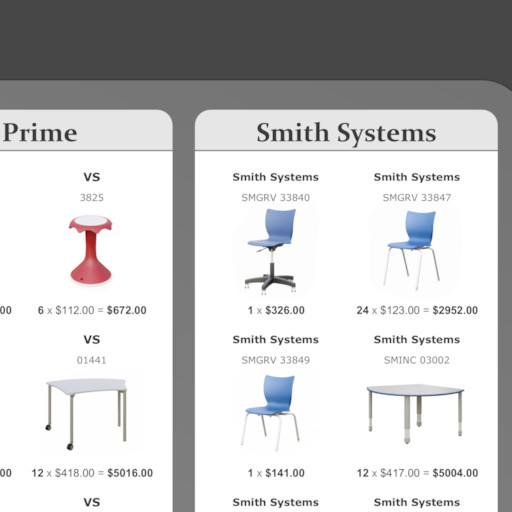 Prime
VS
3825
00
6 x $112.00 = $672.00
VS
01441
00
12 x $418.00 = $5016.00
VS
Smith Systems
Smith Systems
SMGRV 33840
Smith Systems
SMGRV 33847
1 x $326.00
24 x $123.00 = $2952.00
Smith Systems
SMGRV 33849
Smith Systems
SMINC 03002
1 x $141.00
12 x $417.00 = $5004.00
Smith Systems
Smith Systems